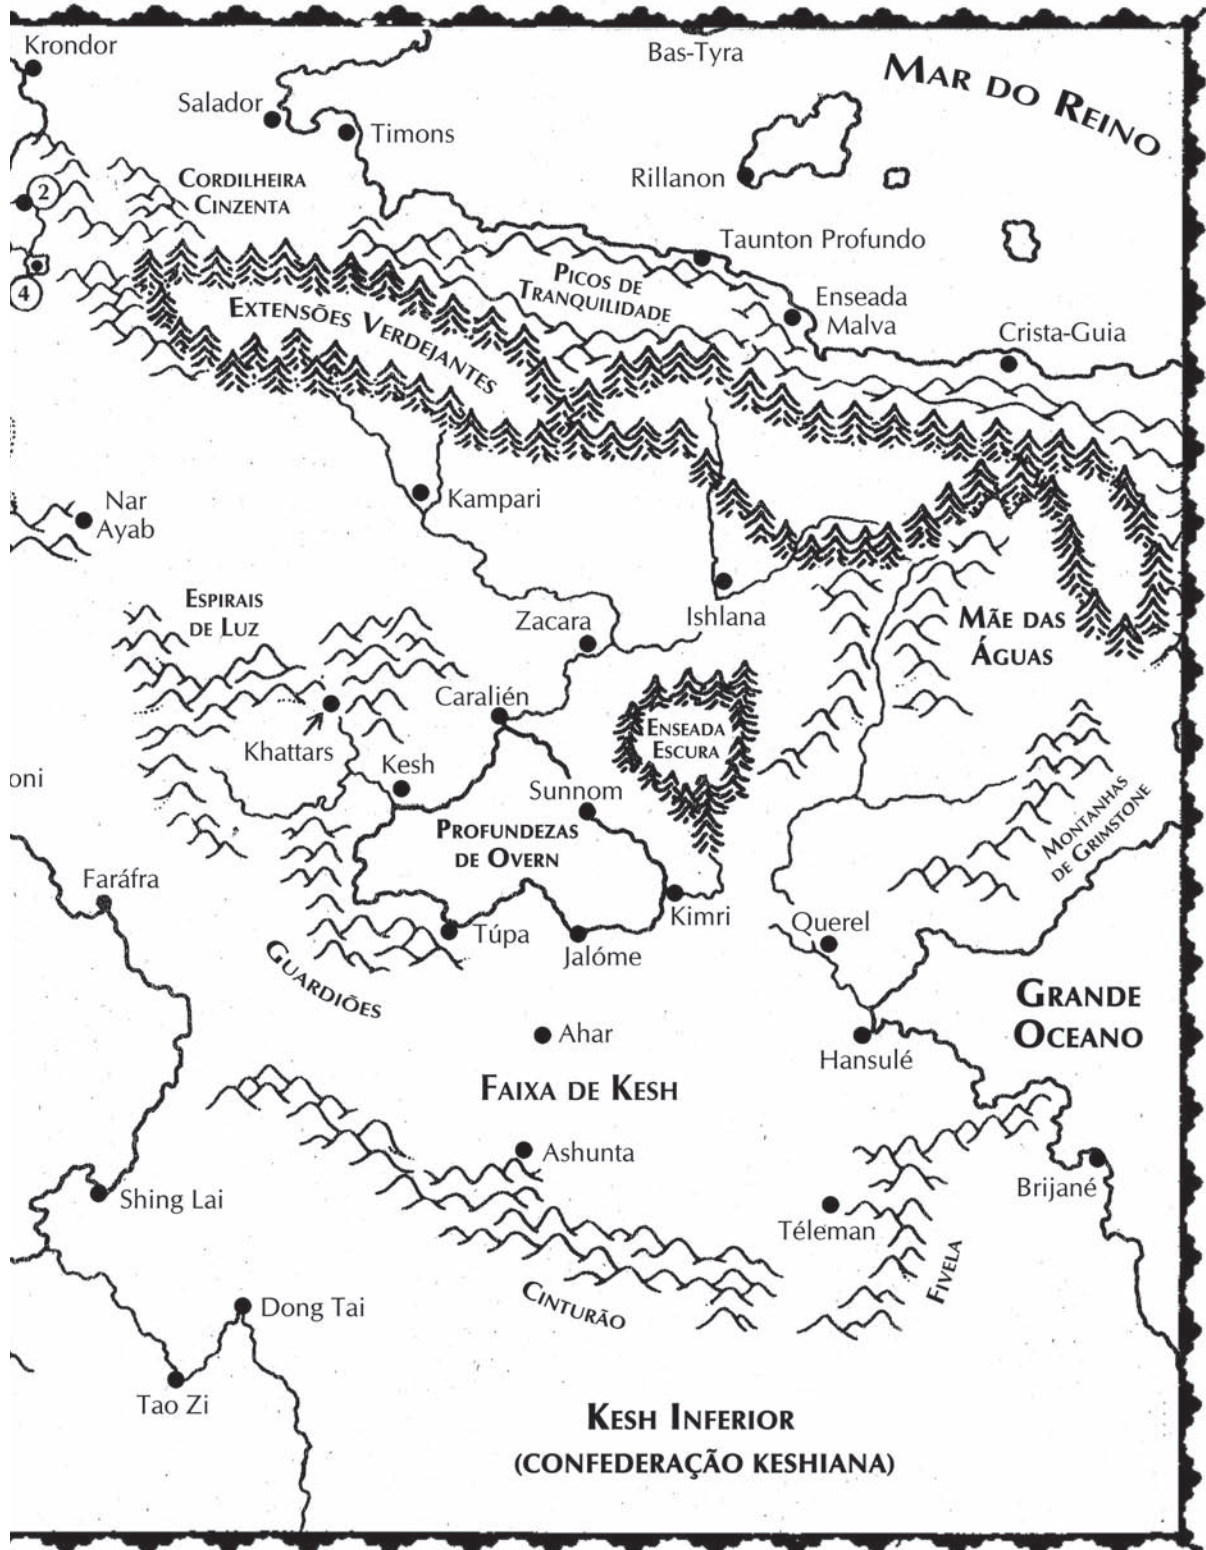 Krondor
Bas-Tyra
MAR DO REINO
Salador
Timons
Rillanon
CORDILHEIRA
CINZENTA
2
Taunton Profundo
PICOS DE
TRANQUILIDADE
4
EXTENSÕES VERDEJANTES
Enseada
Malva
Crista-Guia
Kampari
Nar
Ayab
ESPIRAIS
DE LUZ
Zacara
Ishlana
MÃE DAS
ÁGUAS
Caralién
ENSEADA
ESCURA
Khattars
Kesh
oni
Sunnom
MONTANHAS
DE GRIMSTONE
PROFUNDEZAS
DE OVERN
Faráfra
Kimri
Querel
Túpa
Jalóme
GUARDIÕES
GRANDE
OCEANO
Ahar
Hansulé
FAIXA DE KESH
Ashunta
Brijané
Shing Lai
Téleman
FIVELA
CINTURÃO
Dong Tai
Tao Zi
KESH INFERIOR
(CONFEDERAÇÃO KESHIANA)